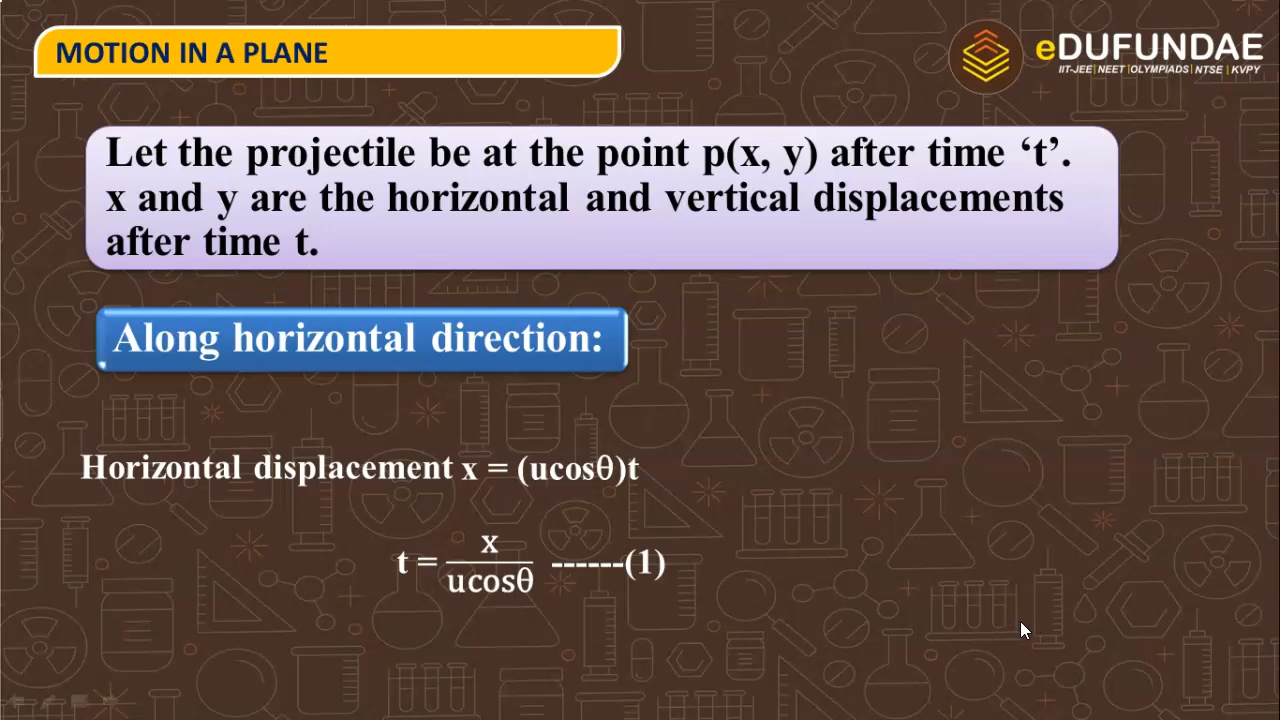 MOTION IN A PLANE
eDUFUNDAE
IIT-JEE|NEET|OLYMPIADS|NTSE|KVPY
Let the projectile be at the point p(x, y) after time ‘t’.
x and y are the horizontal and vertical displacements
after time t.
Along horizontal direction:
Horizontal displacement x = (ucosθ)t
t = x/ucosθ ------(1)